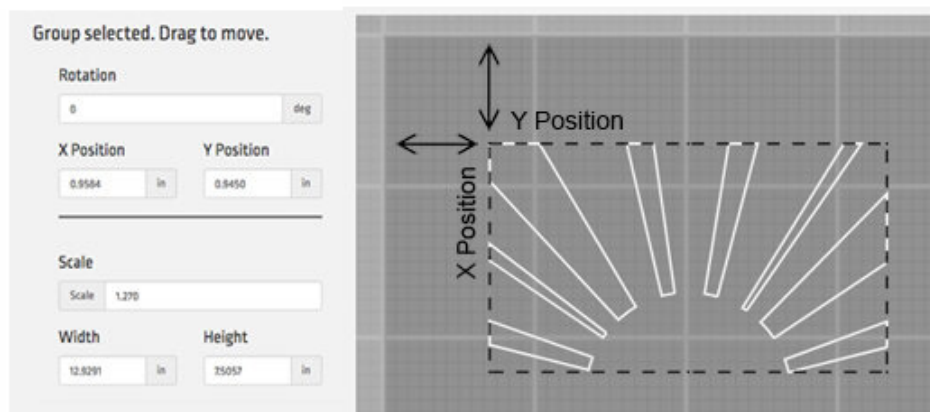 Group selected. Drag to move.
Rotation
0 deg
X Position Y Position
0.9584 in 0.9450 in
Scale
Scale 1.270
Width Height
12.9291 in 7.5057 in
Y Position
X Position